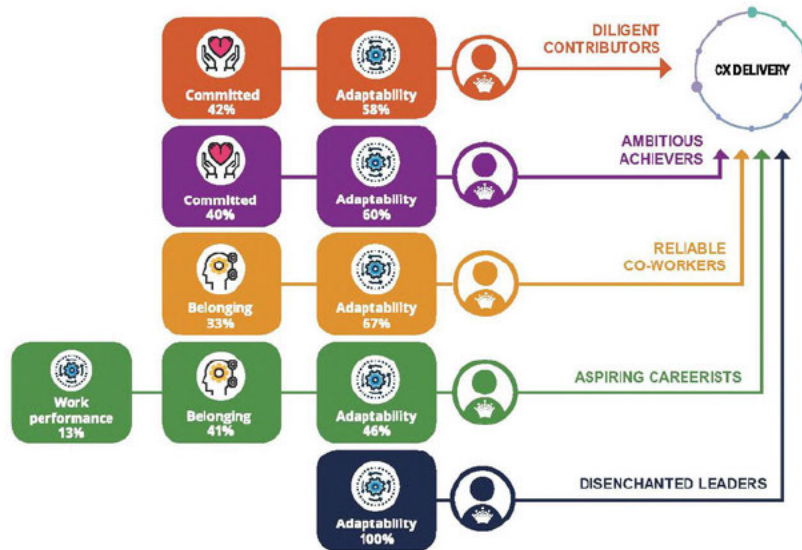 DILIGENT
CONTRIBUTORS
CX DELIVERY
Committed
42%
Adaptability
58%
AMBITIOUS
ACHIEVERS
Committed
40%
Adaptability
60%
RELIABLE
CO-WORKERS
Belonging
33%
Adaptability
67%
Work
performance
13%
Belonging
41%
Adaptability
46%
ASPIRING CAREERISTS
Adaptability
100%
DISENCHANTED LEADERS